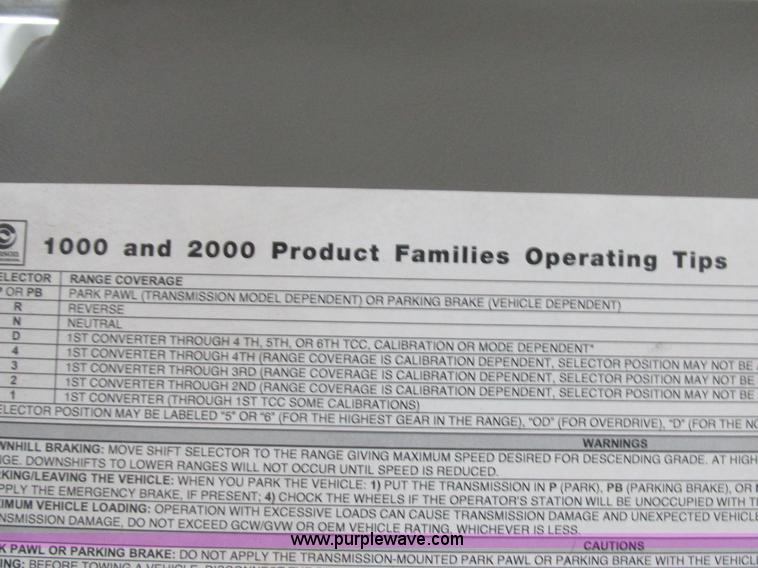 1000 and 2000 Product Families Operating Tips
ELECTOR RANGE COVERAGE
P OR PB PARK PAWL (TRANSMISSION MODEL DEPENDENT) OR PARKING BRAKE (VEHICLE DEPENDENT)
R REVERSE
N NEUTRAL
D 1ST CONVERTER THROUGH 4 TH, 5TH, OR 6TH TCC, CALIBRATION OR MODE DEPENDENT*
4 1ST CONVERTER THROUGH 4TH (RANGE COVERAGE IS CALIBRATION DEPENDENT, SELECTOR POSITION MAY NOT BE
3 1ST CONVERTER THROUGH 3RD (RANGE COVERAGE IS CALIBRATION DEPENDENT, SELECTOR POSITION MAY NOT BE
2 1ST CONVERTER THROUGH 2ND (RANGE COVERAGE IS CALIBRATION DEPENDENT, SELECTOR POSITION MAY NOT BE
1 1ST CONVERTER (THROUGH 1ST TCC SOME CALIBRATIONS)
ELECTOR POSITION MAY BE LABELED "5" OR "6" (FOR THE HIGHEST GEAR IN THE RANGE), "OD" (FOR OVERDRIVE), "D" (FOR THE NO
WARNINGS
WNHILL BRAKING: MOVE SHIFT SELECTOR TO THE RANGE GIVING MAXIMUM SPEED DESIRED FOR DESCENDING GRADE. AT HIGH
NGE. DOWNSHIFTS TO LOWER RANGES WILL NOT OCCUR UNTIL SPEED IS REDUCED.
KING/LEAVING THE VEHICLE: WHEN YOU PARK THE VEHICLE: 1) PUT THE TRANSMISSION IN P (PARK), PB (PARKING BRAKE), OR
PPLY THE EMERGENCY BRAKE, IF PRESENT; 4) CHOCK THE WHEELS IF THE OPERATOR'S STATION WILL BE UNOCCUPIED WITH T
XIMUM VEHICLE LOADING: OPERATION WITH EXCESSIVE LOADS CAN CAUSE TRANSMISSION DAMAGE AND UNEXPECTED VEHICL
NSMISSION DAMAGE, DO NOT EXCEED GCW/GVW OR OEM VEHICLE RATING, WHICHEVER IS LESS.
www.purplewave.com
CAUTIONS
K PAWL OR PARKING BRAKE: DO NOT APPLY THE TRANSMISSION-MOUNTED PARK PAWL OR PARKING BRAKE WITH THE VEHICL